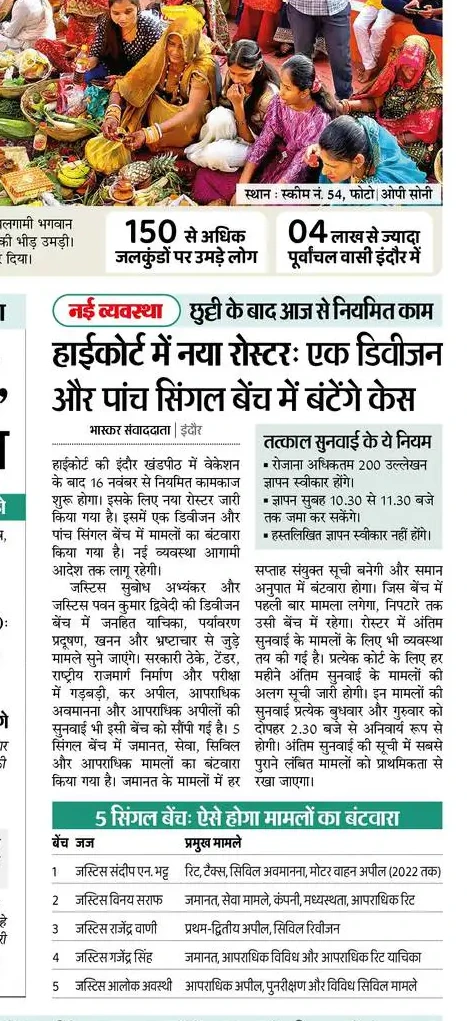 स्थान : स्कीम नं. 54, फोटो| ओपी सोनी
लगामी भगवान
की भीड़ उमड़ी।
र दिया।
150 से अधिक
जलकुंडों पर उमड़े लोग
04 लाख से ज्यादा
पूर्वांचल वासी इंदौर में
नई व्यवस्था छुट्टी के बाद आज से नियमित काम
हाईकोर्ट में नया रोस्टर: एक डिवीजन
और पांच सिंगल बेंच में बंटेंगे केस
भास्कर संवाददाता | इंदौर
हाईकोर्ट की इंदौर खंडपीठ में वेकेशन
के बाद 16 नवंबर से नियमित कामकाज
शुरू होगा। इसके लिए नया रोस्टर जारी
किया गया है। इसमें एक डिवीजन और
पांच सिंगल बेंच में मामलों का बंटवारा
किया गया है। नई व्यवस्था आगामी
आदेश तक लागू रहेगी।
जस्टिस सुबोध अभ्यंकर और
जस्टिस पवन कुमार द्विवेदी की डिवीजन
बेंच में जनहित याचिका, पर्यावरण
प्रदूषण, खनन और भ्रष्टाचार से जुड़े
मामले सुने जाएंगे। सरकारी ठेके, टेंडर,
राष्ट्रीय राजमार्ग निर्माण और परीक्षा
में गड़बड़ी, कर अपील, आपराधिक
अवमानना और आपराधिक अपीलों की
सुनवाई भी इसी बेंच को सौंपी गई है। 5
सिंगल बेंच में जमानत, सेवा, सिविल
और आपराधिक मामलों का बंटवारा
किया गया है। जमानत के मामलों में हर
तत्काल सुनवाई के ये नियम
▪ रोजाना अधिकतम 200 उल्लेखन
ज्ञापन स्वीकार होंगे।
▪ ज्ञापन सुबह 10.30 से 11.30 बजे
तक जमा कर सकेंगे।
▪ हस्तलिखित ज्ञापन स्वीकार नहीं होंगे।
सप्ताह संयुक्त सूची बनेगी और समान
अनुपात में बंटवारा होगा। जिस बेंच में
पहली बार मामला लगेगा, निपटारे तक
उसी बेंच में रहेगा। रोस्टर में अंतिम
सुनवाई के मामलों के लिए भी व्यवस्था
तय की गई है। प्रत्येक कोर्ट के लिए हर
महीने अंतिम सुनवाई के मामलों की
अलग सूची जारी होगी। इन मामलों की
सुनवाई प्रत्येक बुधवार और गुरुवार को
दोपहर 2.30 बजे से अनिवार्य रूप से
होगी। अंतिम सुनवाई की सूची में सबसे
पुराने लंबित मामलों को प्राथमिकता से
रखा जाएगा।
5 सिंगल बेंच: ऐसे होगा मामलों का बंटवारा
बेंच जज प्रमुख मामले
1 जस्टिस संदीप एन. भट्ट रिट, टैक्स, सिविल अवमानना, मोटर वाहन अपील (2022 तक)
2 जस्टिस विनय सराफ जमानत, सेवा मामले, कंपनी, मध्यस्थता, आपराधिक रिट
3 जस्टिस राजेंद्र वाणी प्रथम-द्वितीय अपील, सिविल रिवीजन
4 जस्टिस गजेंद्र सिंह जमानत, आपराधिक विविध और आपराधिक रिट याचिका
5 जस्टिस आलोक अवस्थी आपराधिक अपील, पुनरीक्षण और विविध सिविल मामले